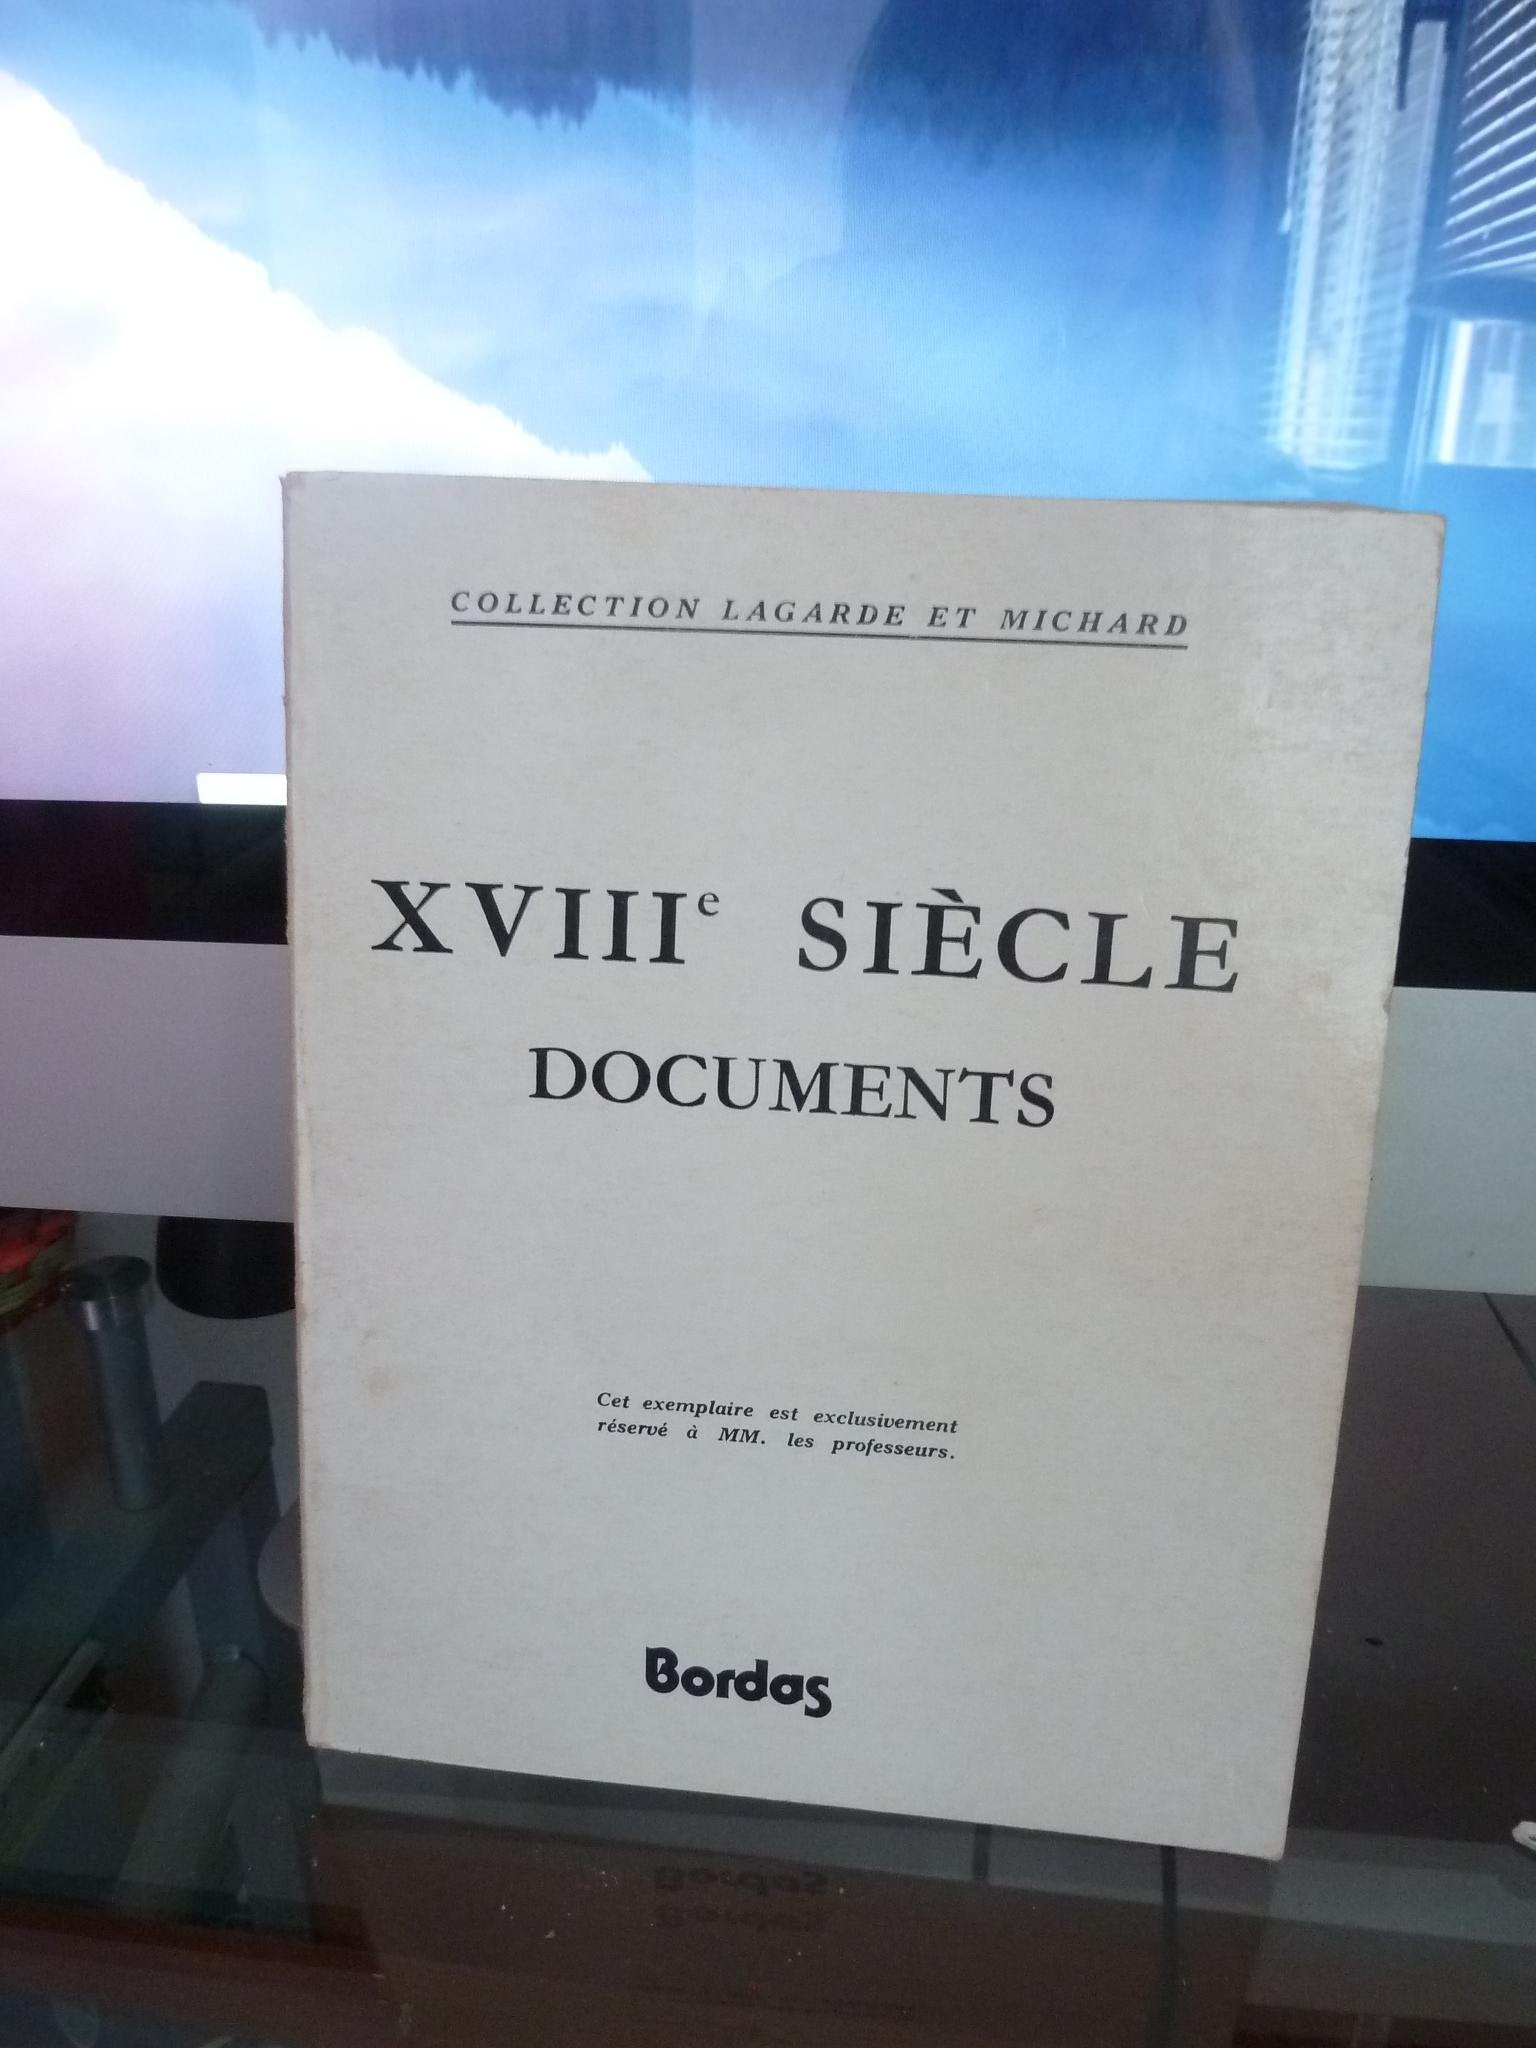 COLLECTION LAGARDE ET MICHARD
XVIIIe SIÈCLE
DOCUMENTS
Cet exemplaire est exclusivement
réservé à MM. les professeurs.
Bordas